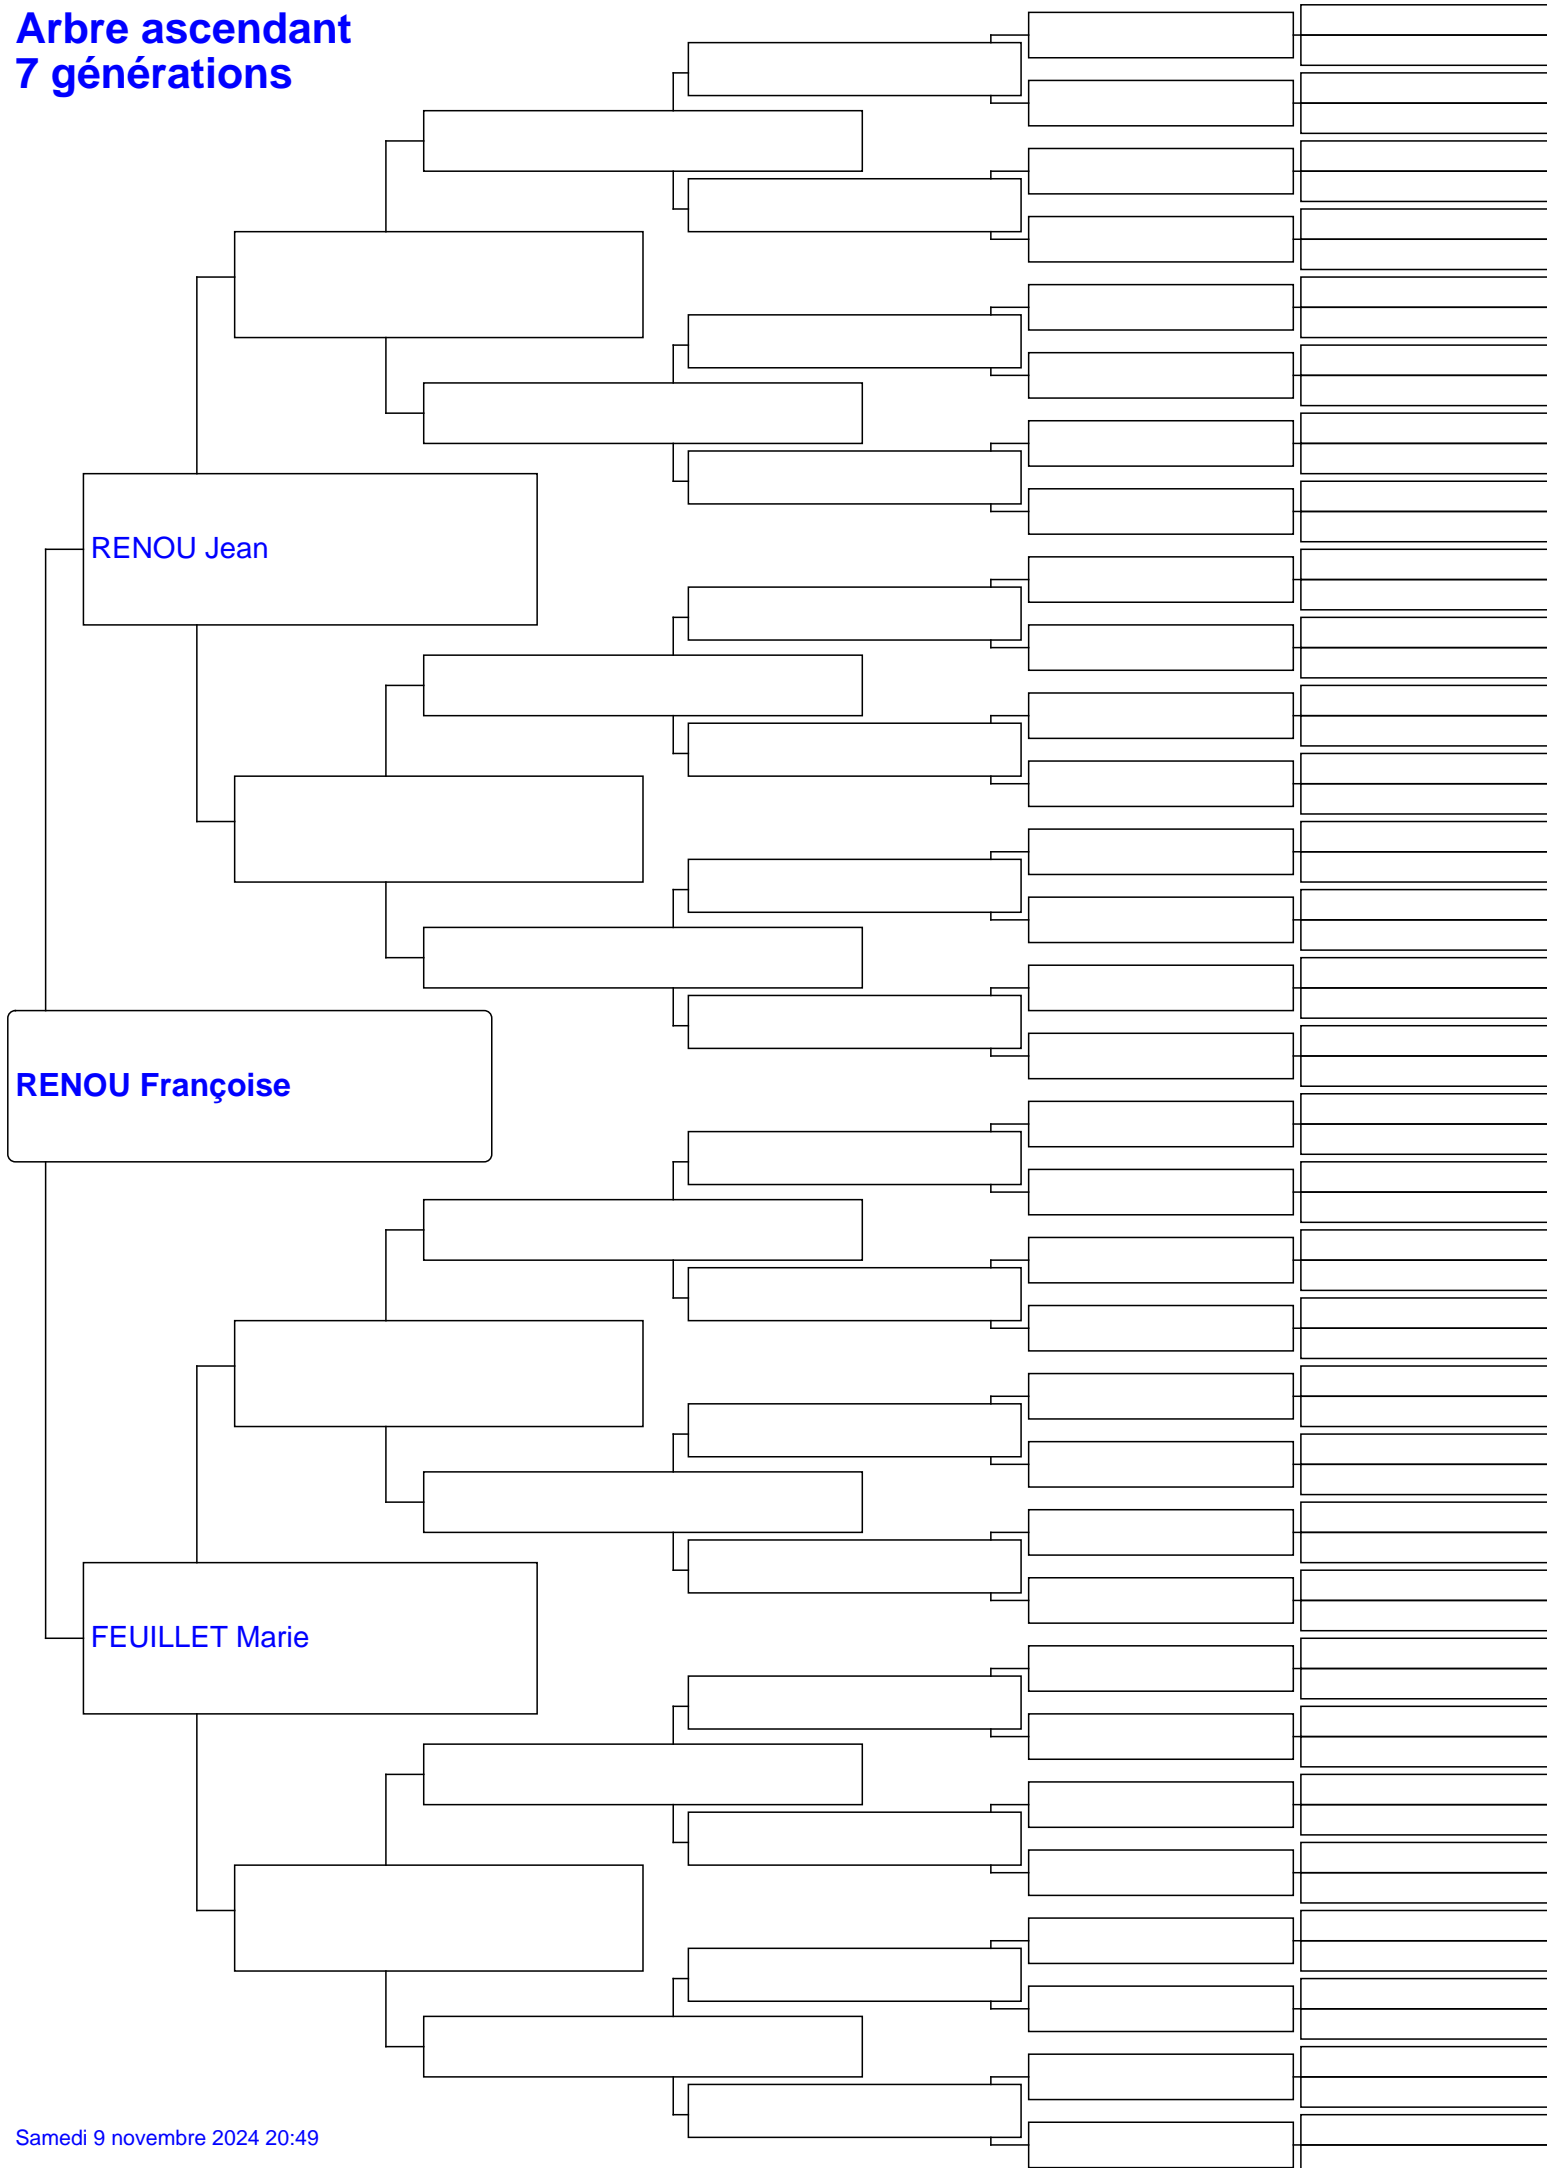 Arbre ascendant
7 générations
RENOU Jean
RENOU Françoise
FEUILLET Marie
Samedi 9 novembre 2024 20:49